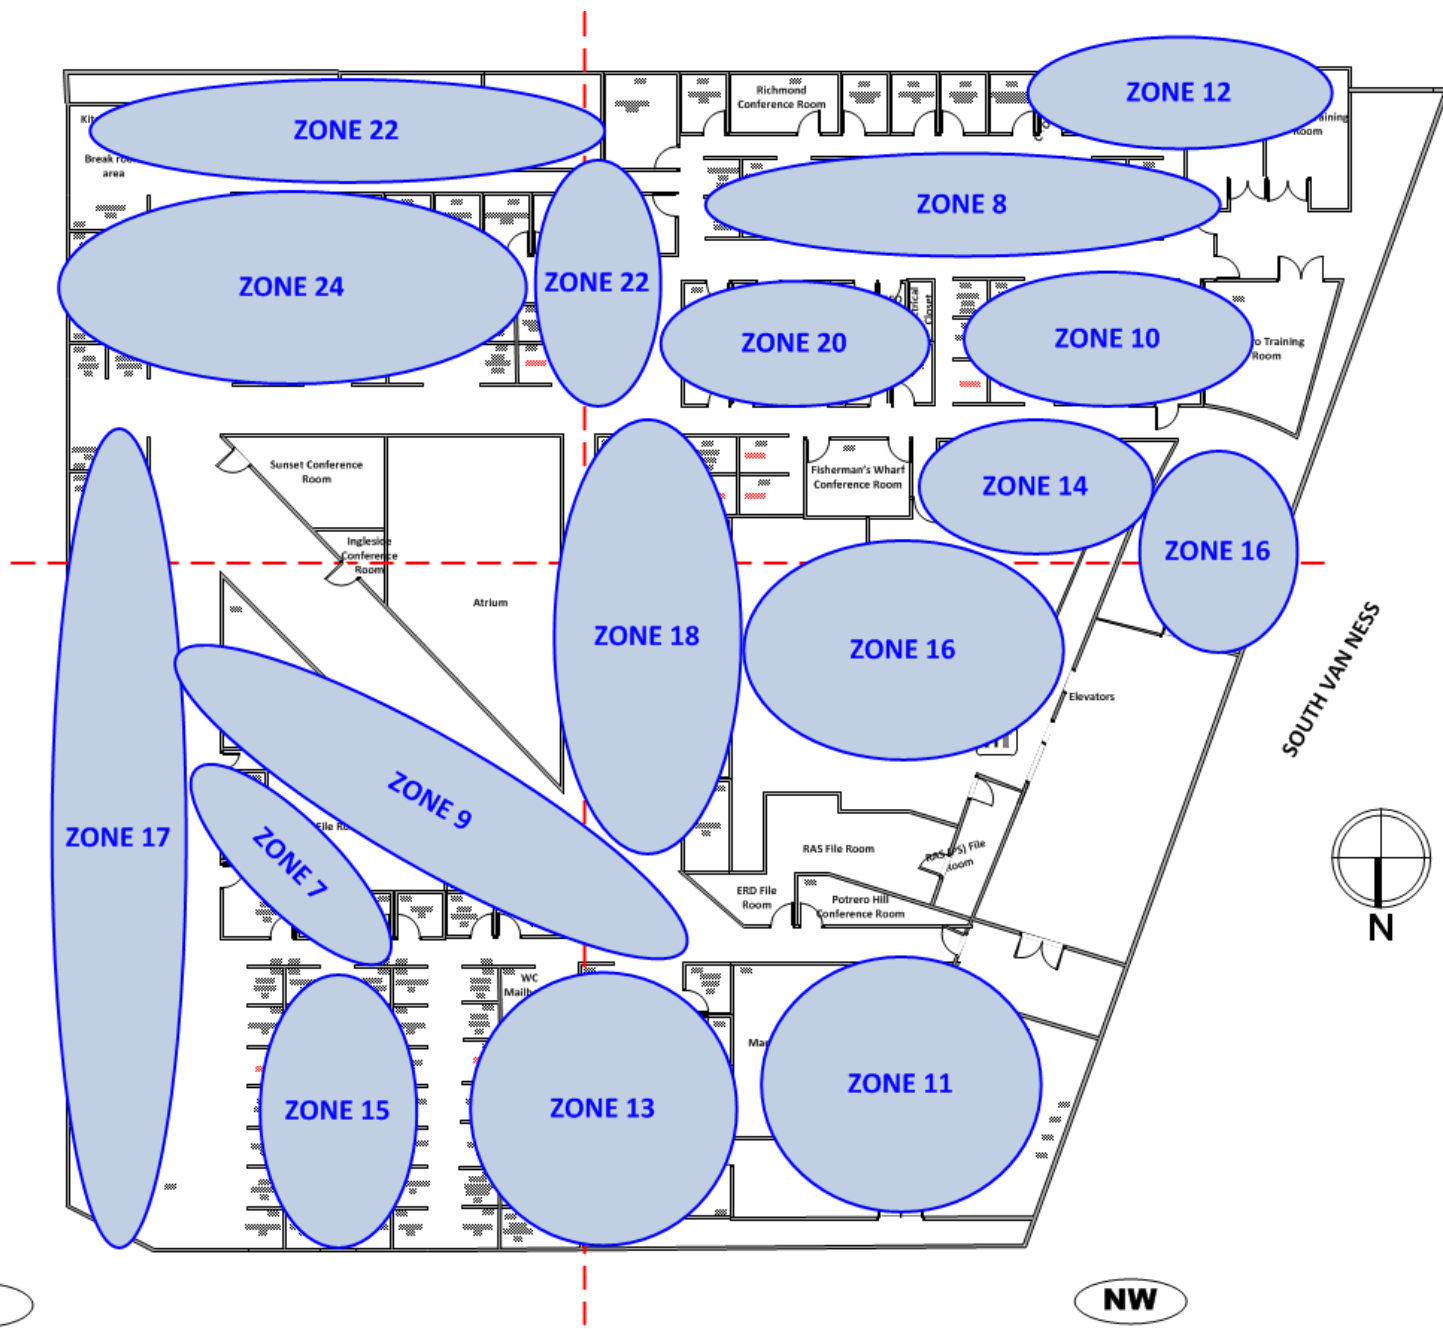 ZONE 12
Richmond
Conference Room
ZONE 22
Room
Break
area
ZONE 8
ZONE 24
ZONE 22
Closet
ZONE 20
ZONE 10
Training
Room
Sunset Conference
Room
Fisherman's Wharf
Conference Room
ZONE 14
Ingleside
Conference
Room
ZONE 16
Atrium
ZONE 18
ZONE 16
SOUTH VAN NESS
Elevators
ZONE 9
ZONE 17
File
ZONE 7
RAS File Room
File
ERD File
Room
Potrero Hill
Conference Room
N
WC
ZONE 15
ZONE 13
ZONE 11
NW